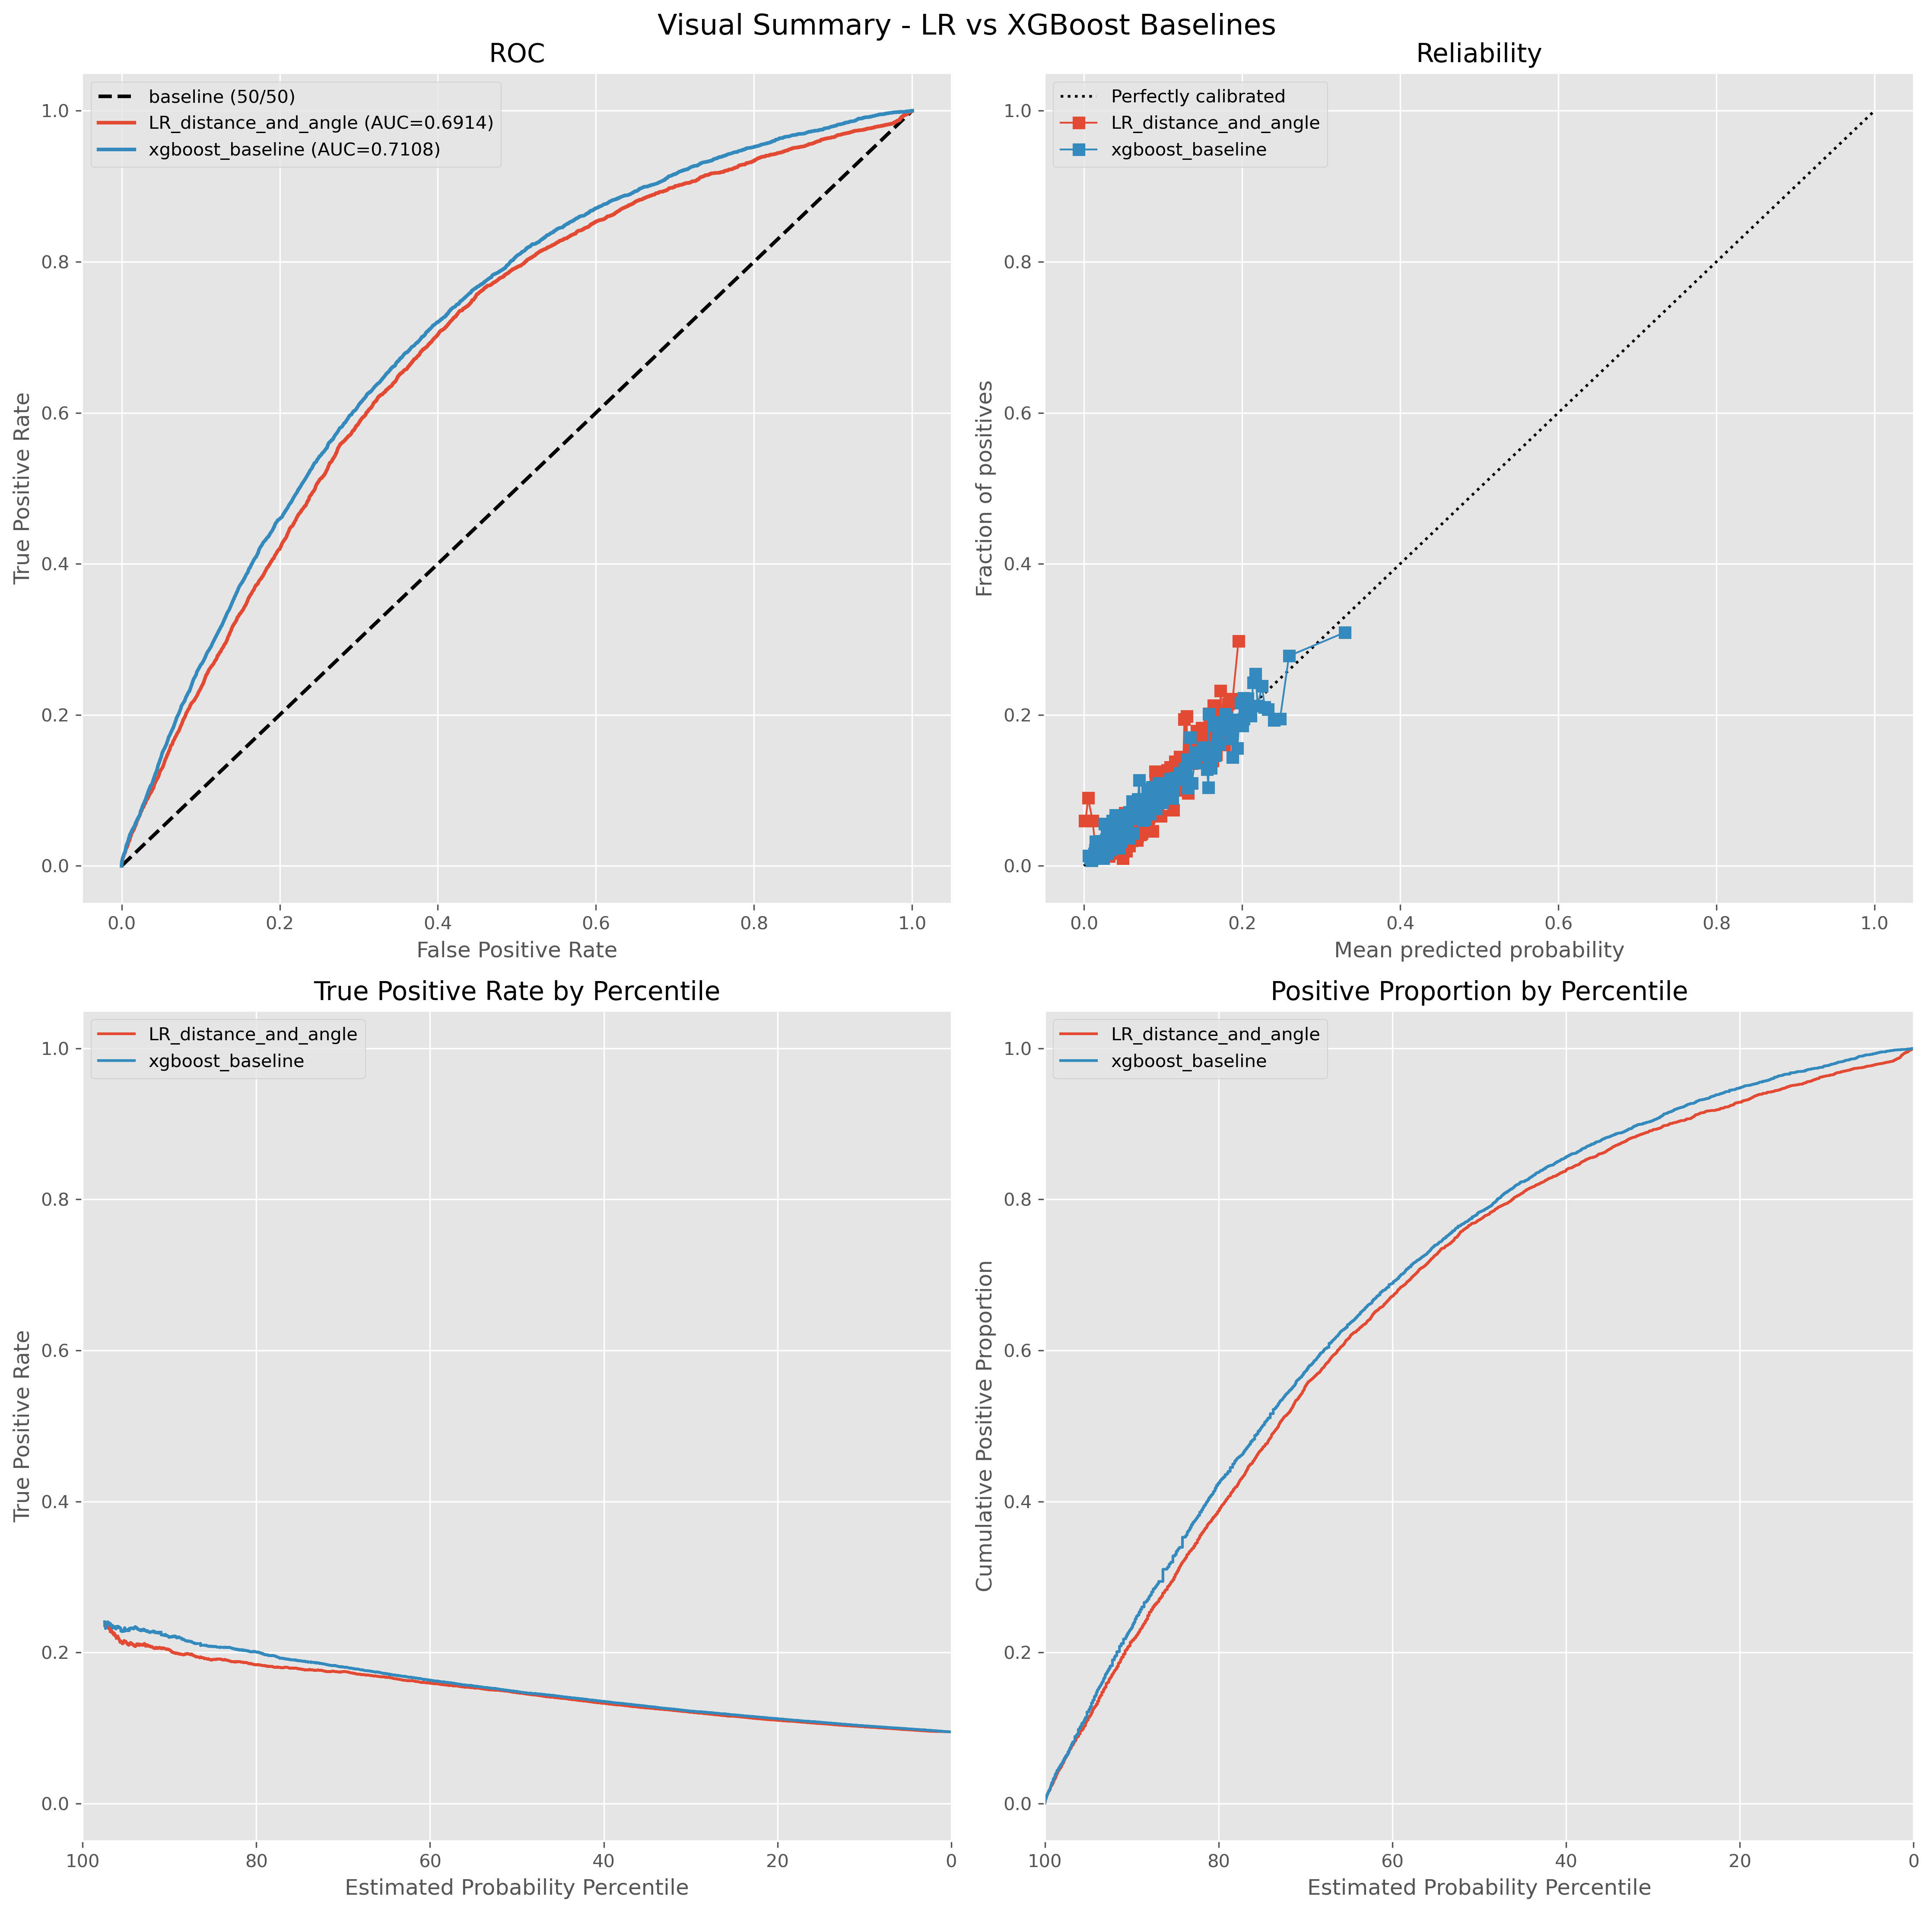 Visual Summary - LR vs XGBoost Baselines
ROC
baseline (50/50)
LR_distance_and_angle (AUC=0.6914)
xgboost_baseline (AUC=0.7108)
1.0
0.8
0.6
0.4
0.2
0.0
True Positive Rate
0.0 0.2 0.4 0.6 0.8 1.0
False Positive Rate
Reliability
Perfectly calibrated
LR_distance_and_angle
xgboost_baseline
1.0
0.8
0.6
0.4
0.2
0.0
Fraction of positives
0.0 0.2 0.4 0.6 0.8 1.0
Mean predicted probability
True Positive Rate by Percentile
LR_distance_and_angle
xgboost_baseline
1.0
0.8
0.6
0.4
0.2
0.0
True Positive Rate
100 80 60 40 20 0
Estimated Probability Percentile
Positive Proportion by Percentile
LR_distance_and_angle
xgboost_baseline
1.0
0.8
0.6
0.4
0.2
0.0
Cumulative Positive Proportion
100 80 60 40 20 0
Estimated Probability Percentile